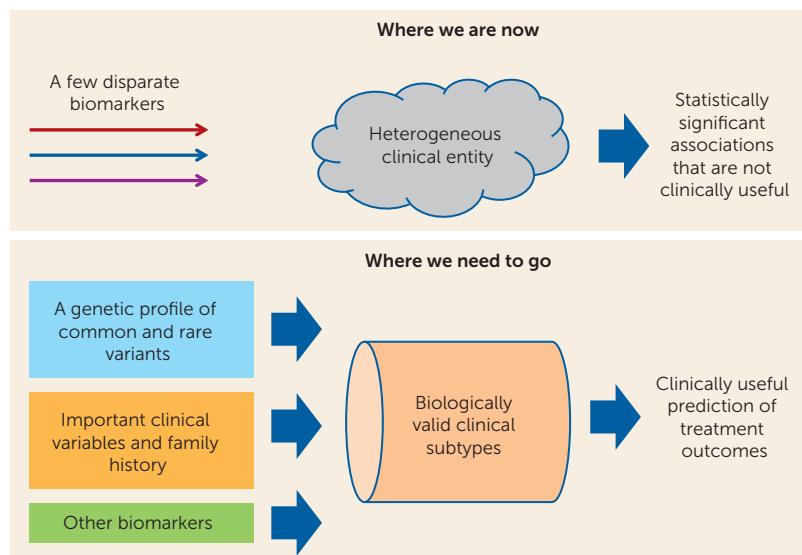 Where we are now
A few disparate
biomarkers
Heterogeneous
clinical entity
Statistically
significant
associations
that are not
clinically useful
Where we need to go
A genetic profile of
common and rare
variants
Important clinical
variables and family
history
Other biomarkers
Biologically
valid clinical
subtypes
Clinically useful
prediction of
treatment
outcomes